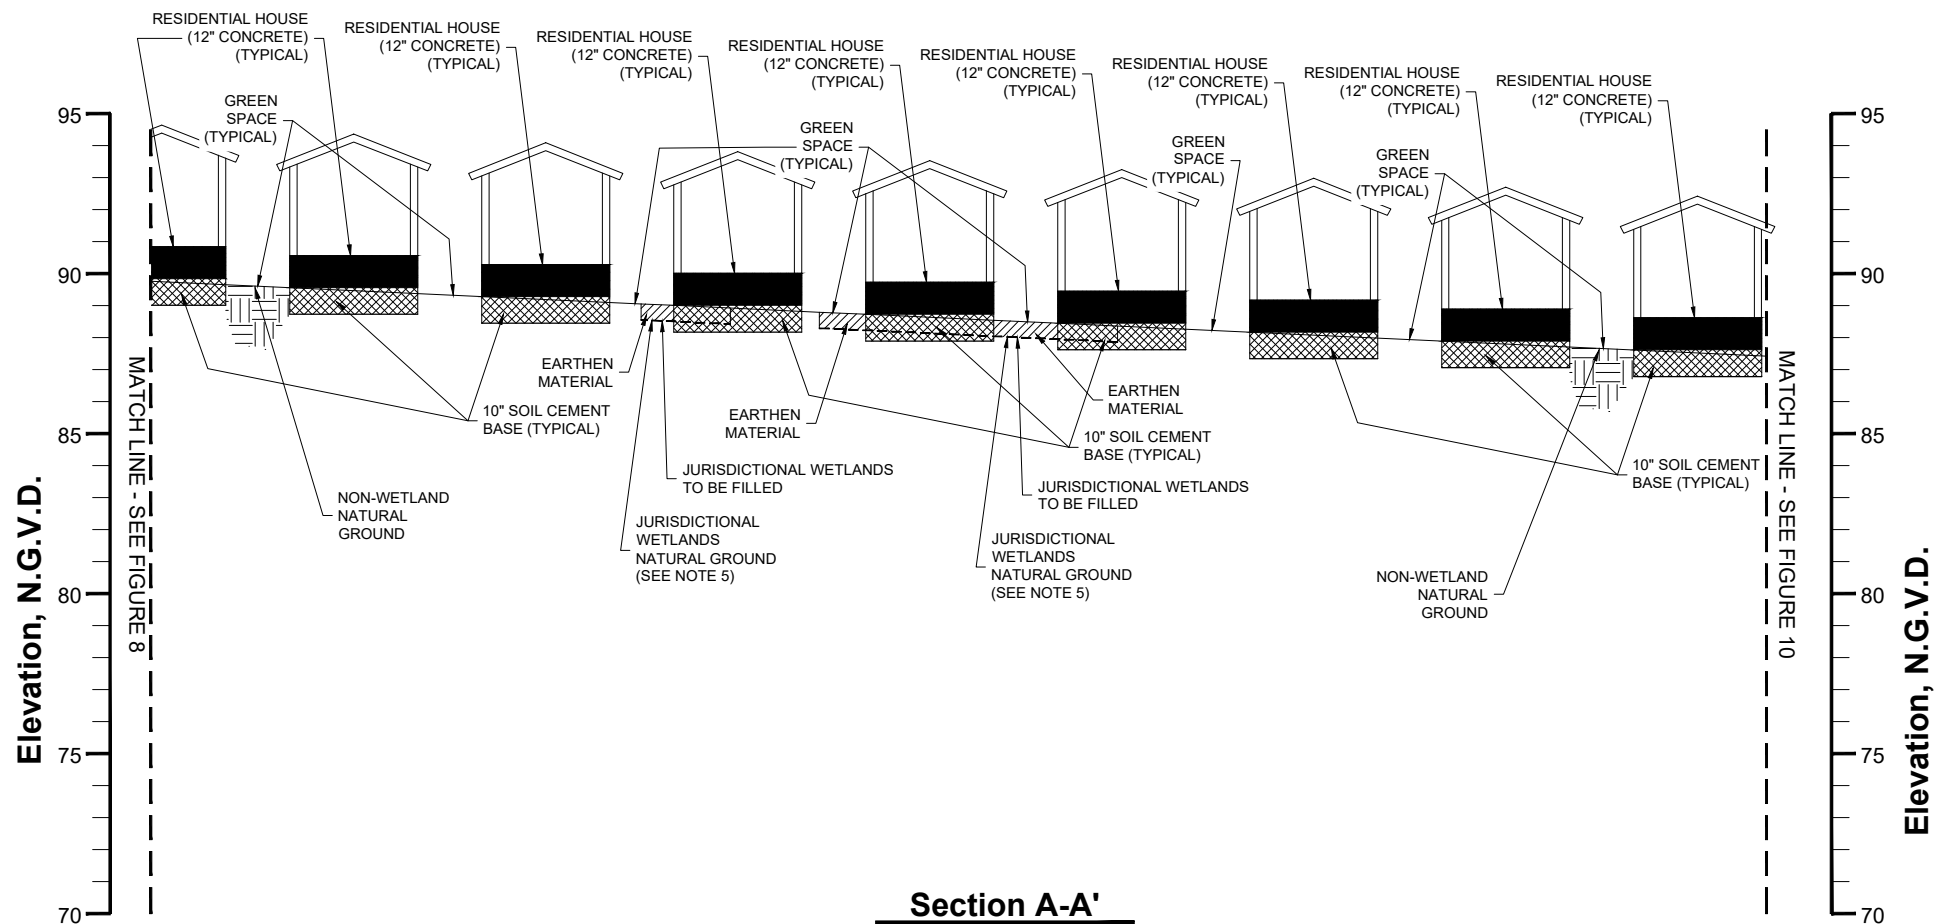 RESIDENTIAL HOUSE
(12" CONCRETE)
(TYPICAL)
RESIDENTIAL HOUSE
(12" CONCRETE)
(TYPICAL)
RESIDENTIAL HOUSE
(12" CONCRETE)
(TYPICAL)
RESIDENTIAL HOUSE
(12" CONCRETE)
(TYPICAL)
RESIDENTIAL HOUSE
(12" CONCRETE)
(TYPICAL)
RESIDENTIAL HOUSE
(12" CONCRETE)
(TYPICAL)
RESIDENTIAL HOUSE
(12" CONCRETE)
(TYPICAL)
RESIDENTIAL HOUSE
(12" CONCRETE)
(TYPICAL)
GREEN
SPACE
(TYPICAL)
GREEN
SPACE
(TYPICAL)
GREEN
SPACE
(TYPICAL)
GREEN
SPACE
(TYPICAL)
95
90
85
80
75
70
Elevation, N.G.V.D.
MATCH LINE - SEE FIGURE 8
10" SOIL CEMENT
BASE (TYPICAL)
NON-WETLAND
NATURAL
GROUND
EARTHEN
MATERIAL
JURISDICTIONAL WETLANDS
TO BE FILLED
JURISDICTIONAL
WETLANDS
NATURAL GROUND
(SEE NOTE 5)
EARTHEN
MATERIAL
EARTHEN
MATERIAL
10" SOIL CEMENT
BASE (TYPICAL)
JURISDICTIONAL WETLANDS
TO BE FILLED
JURISDICTIONAL
WETLANDS
NATURAL GROUND
(SEE NOTE 5)
10" SOIL CEMENT
BASE (TYPICAL)
NON-WETLAND
NATURAL
GROUND
MATCH LINE - SEE FIGURE 10
95
90
85
80
75
70
Elevation, N.G.V.D.
Section A-A'